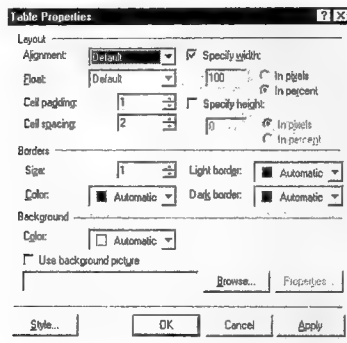 Table Properties
Layout
Alignment: Default Specify width:
Float: Default 100 In pixels
In percent
Cell padding: 1 Specify height:
Cell spacing: 2 0 In pixels
In percent
Borders
Size: 1 Light border: Automatic
Color: Automatic Dark border: Automatic
Background
Color: Automatic
Use background picture
Browse... Properties...
Style... OK Cancel Apply